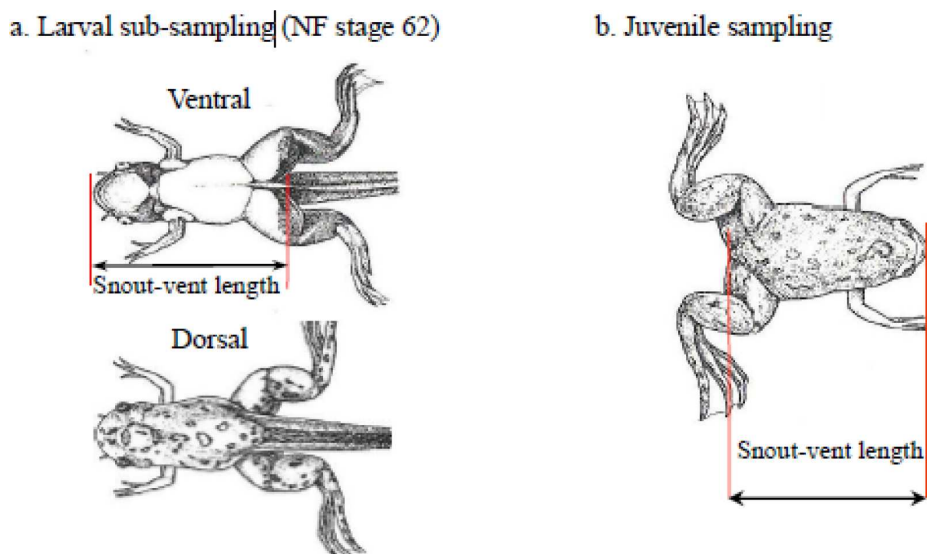 a. Larval sub-sampling (NF stage 62)
Ventral
Snout-vent length
Dorsal
b. Juvenile sampling
Snout-vent length